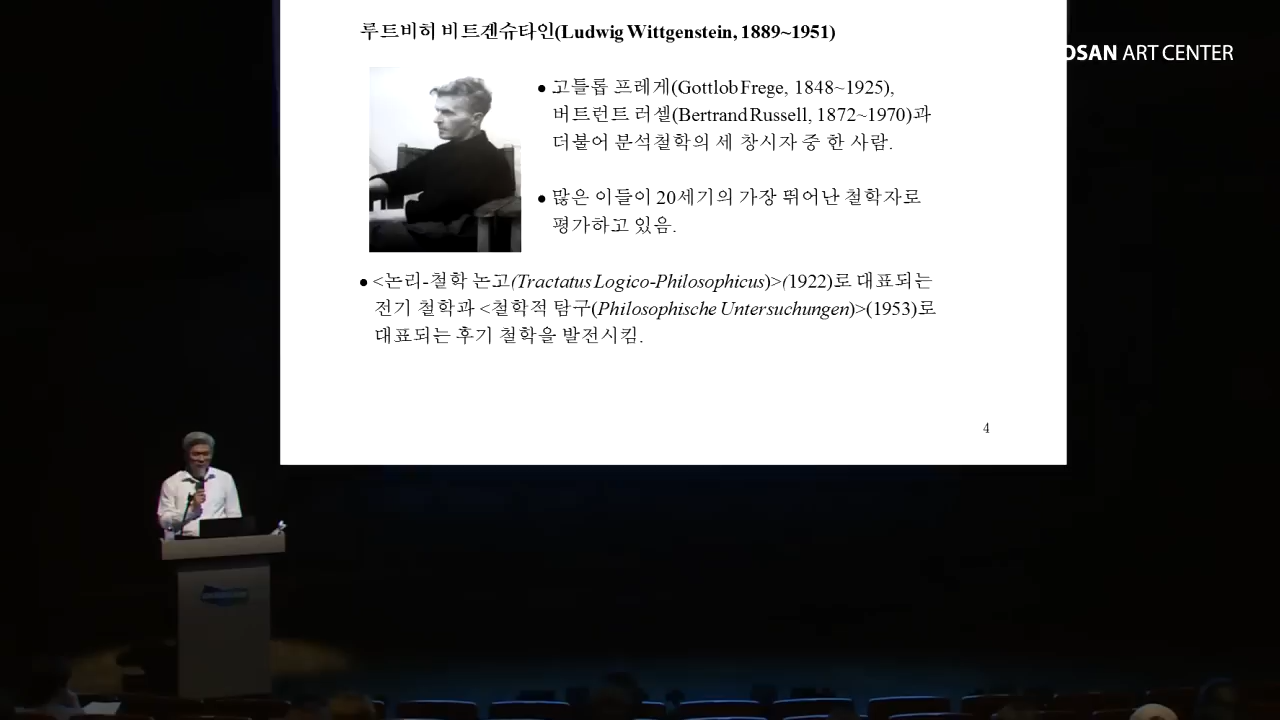 루트비히 비트겐슈타인(Ludwig Wittgenstein, 1889~1951)
OSAN ART CENTER
● 고틀롭 프레게(Gottlob Frege, 1848~1925),
버트런트 러셀(Bertrand Russell, 1872~1970)과
더불어 분석철학의 세 창시자 중 한 사람.
● 많은 이들이 20세기의 가장 뛰어난 철학자로
평가하고 있음.
● <논리-철학 논고(Tractatus Logico-Philosophicus)>(1922)로 대표되는
전기 철학과 <철학적 탐구(Philosophische Untersuchungen)>(1953)로
대표되는 후기 철학을 발전시킴.
4